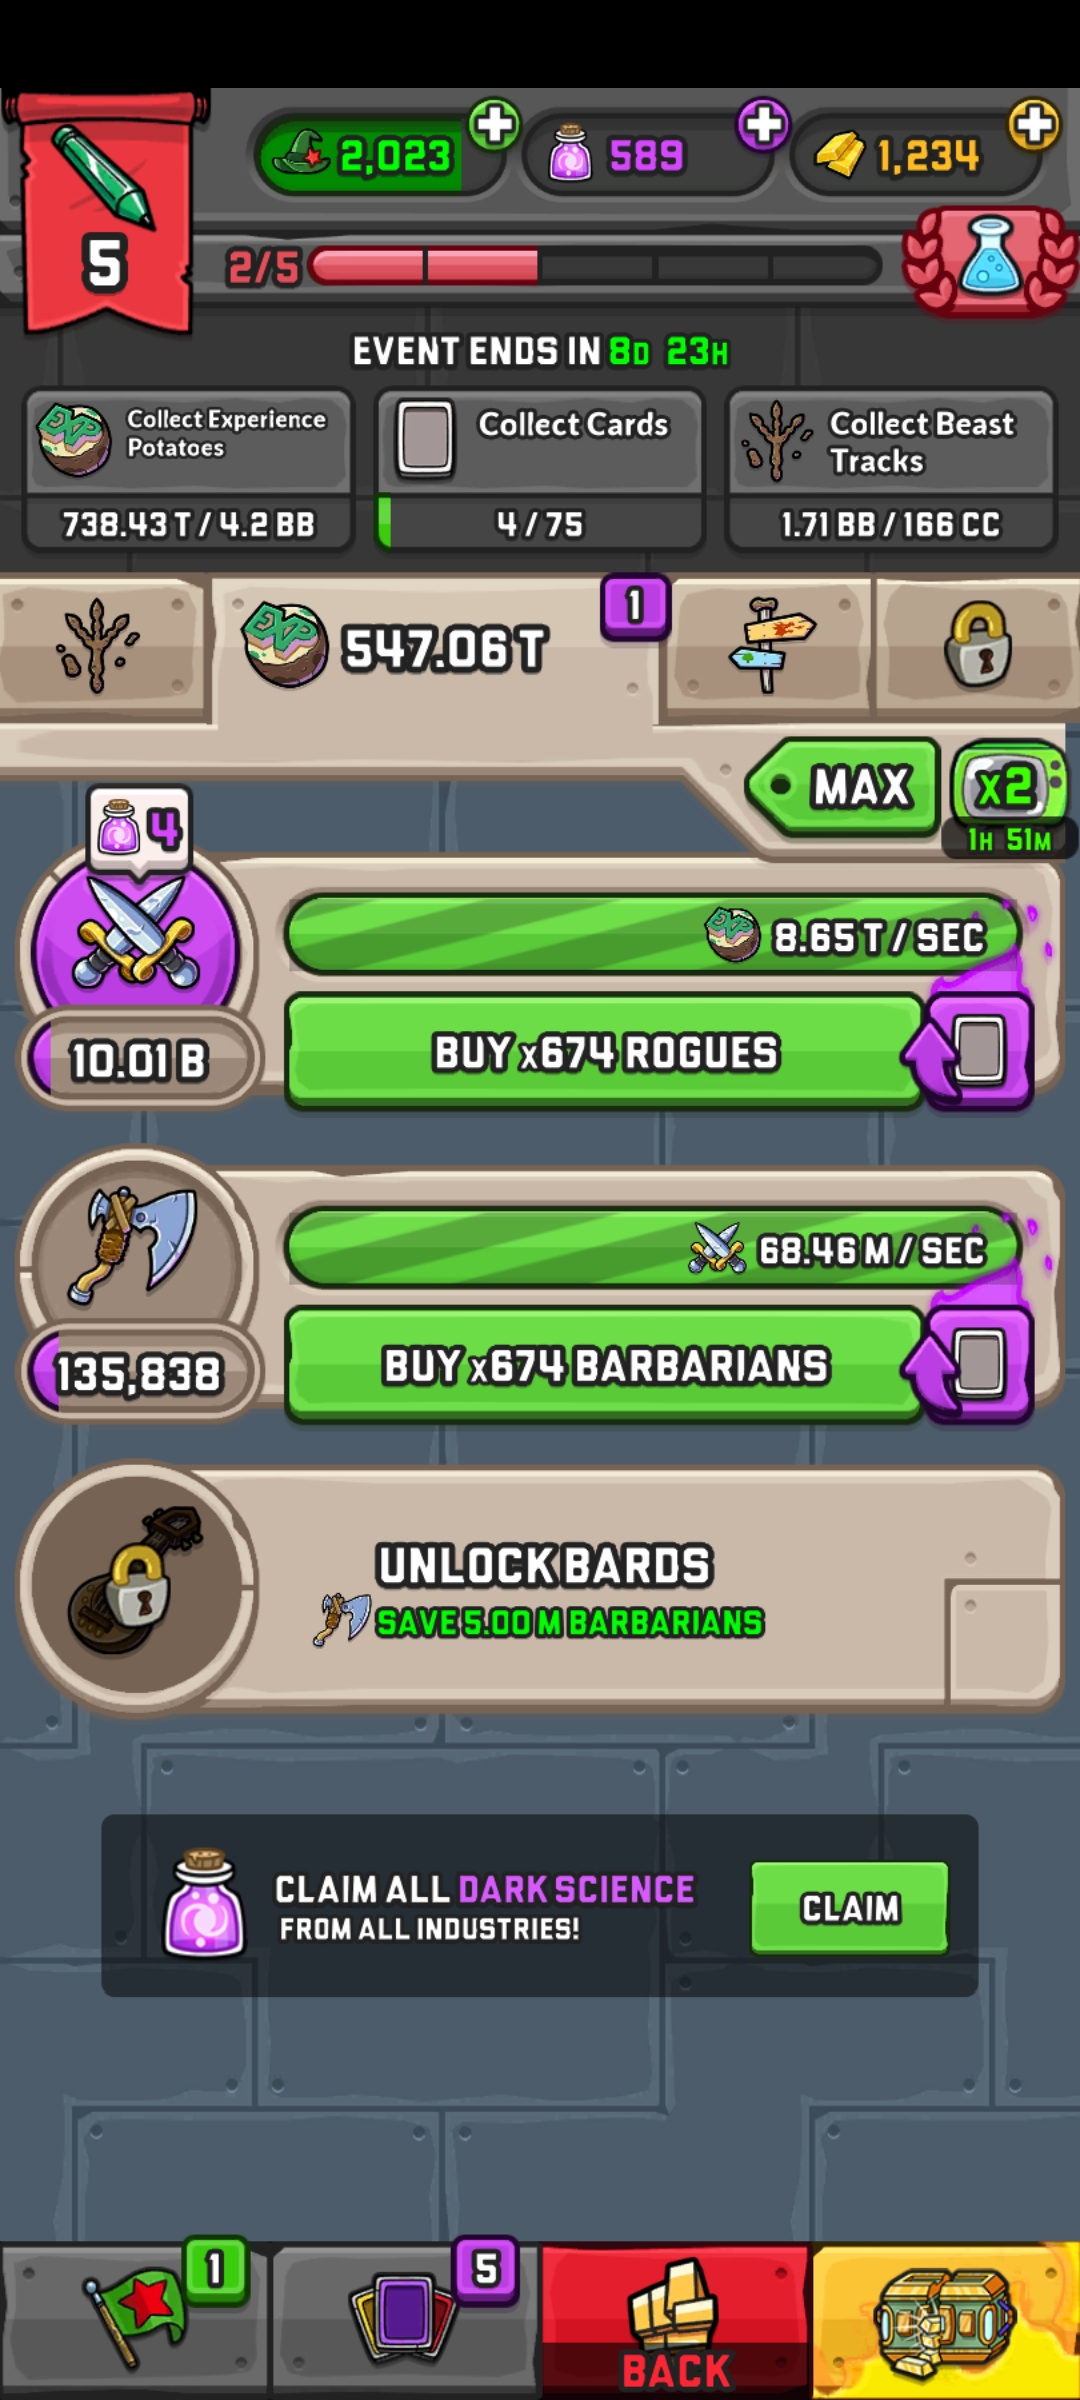 2,023
589
1,234
5
2/5
EVENT ENDS IN 8D 23H
Collect Experience
Potatoes
738.43 T / 4.2 BB
Collect Cards
4 / 75
Collect Beast
Tracks
1.71 BB / 166 CC
EXP
547.06 T
1
MAX
x2
1H 51M
4
8.65 T / SEC
10.01 B
BUY x674 ROGUES
68.46 M / SEC
135,838
BUY x674 BARBARIANS
UNLOCK BARDS
SAVE 5.00 M BARBARIANS
CLAIM ALL DARK SCIENCE
FROM ALL INDUSTRIES!
CLAIM
1
5
BACK